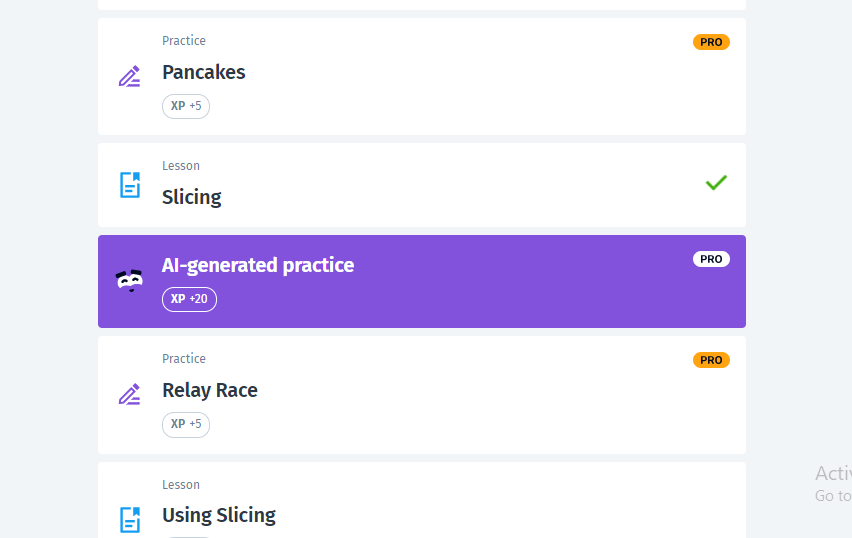 Practice
PRO
Pancakes
XP +5
Lesson
Slicing
AI-generated practice
PRO
XP +20
Practice
PRO
Relay Race
XP +5
Lesson
Using Slicing
Go to